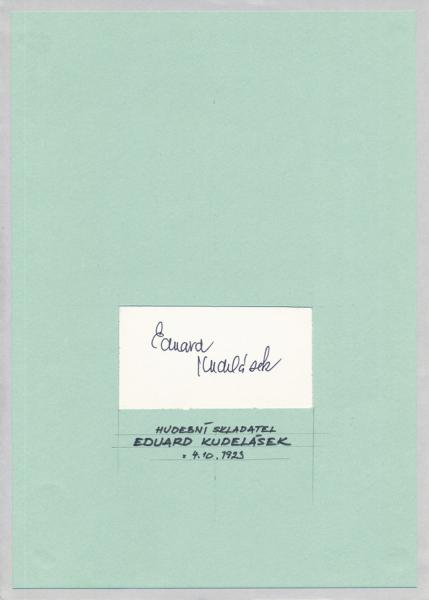 Eduard
Kudelásek
HUDEBNÍ SKLADATEL
EDUARD KUDELÁSEK
* 4.10.1923